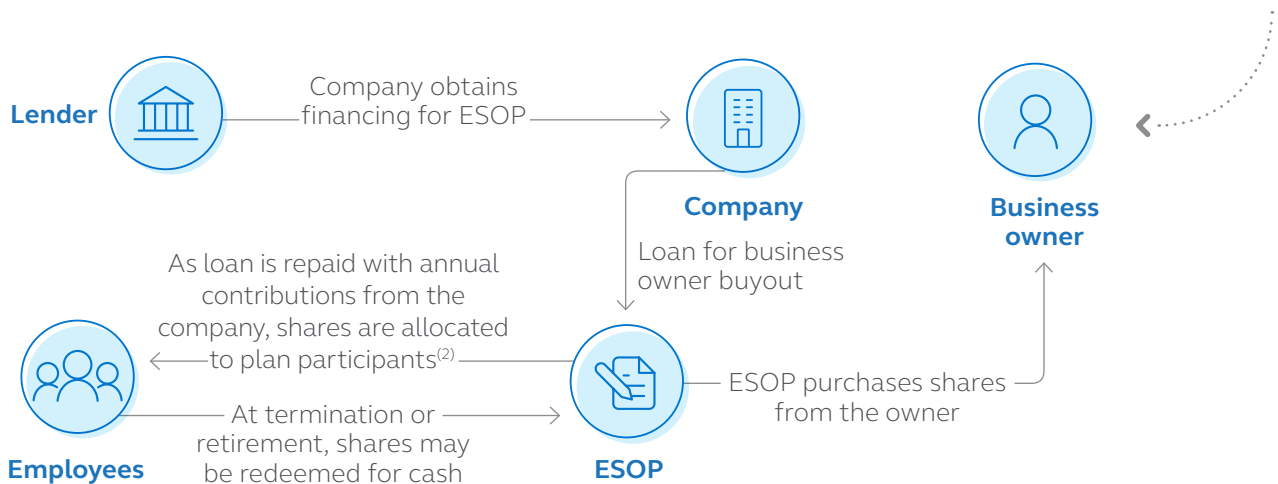 Lender
Company obtains
financing for ESOP
Company
Business
owner
Loan for business
owner buyout
As loan is repaid with annual
contributions from the
company, shares are allocated
to plan participants(2)
ESOP purchases shares
from the owner
At termination or
retirement, shares may
be redeemed for cash
Employees
ESOP